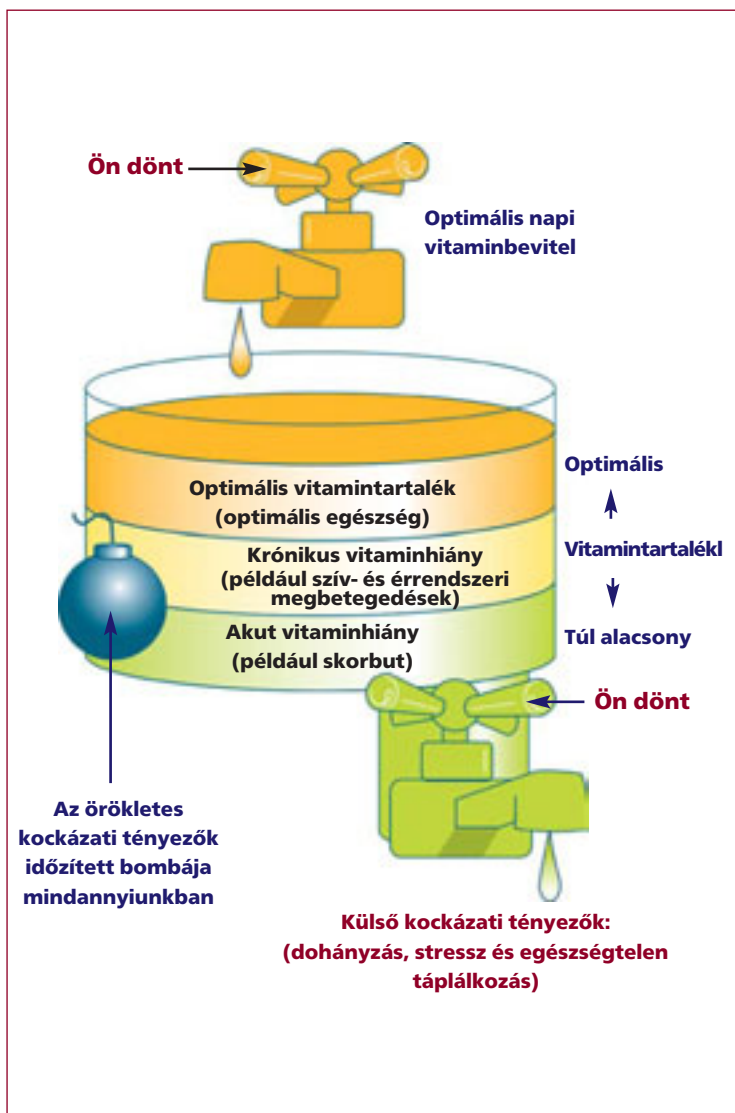 Ön dönt
Optimális napi
vitaminbevitel
Optimális vitamintartalék
(optimális egészség)
Krónikus vitaminhiány
(például szív- és érrendszeri
megbetegedések)
Akut vitaminhiány
(például skorbut)
Optimális
Vitamintartalékl
Túl alacsony
Ön dönt
Az örökletes
kockázati tényezők
időzített bombája
mindannyiunkban
Külső kockázati tényezők:
(dohányzás, stressz és egészségtelen
táplálkozás)